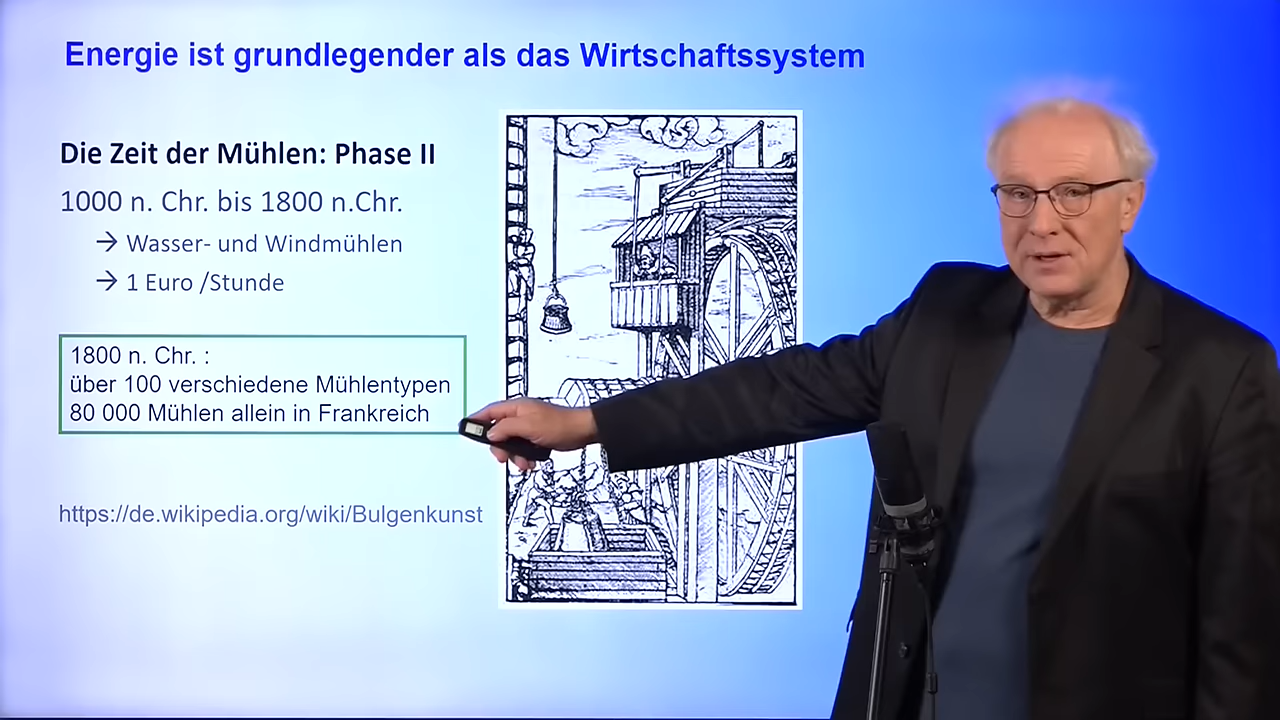 Energie ist grundlegender als das Wirtschaftssystem
Die Zeit der Mühlen: Phase II
1000 n. Chr. bis 1800 n.Chr.
→ Wasser- und Windmühlen
→ 1 Euro /Stunde
1800 n. Chr. :
über 100 verschiedene Mühlentypen
80 000 Mühlen allein in Frankreich
https://de.wikipedia.org/wiki/Bulgenkunst